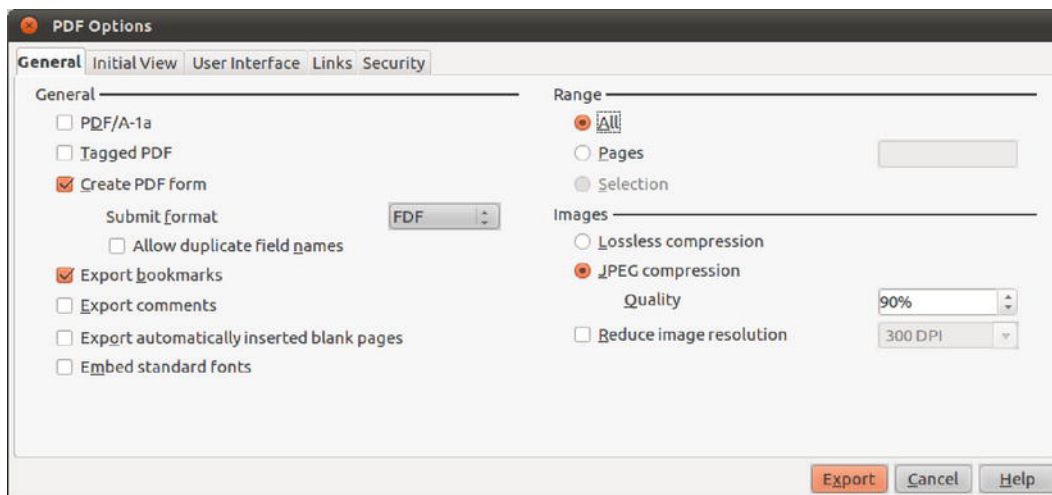 PDF Options
General Initial View User Interface Links Security
General
PDF/A-1a
Tagged PDF
Create PDF form
Submit format FDF
Allow duplicate field names
Export bookmarks
Export comments
Export automatically inserted blank pages
Embed standard fonts
Range
All
Pages
Selection
Images
Lossless compression
JPEG compression
Quality 90%
Reduce image resolution 300 DPI
Export Cancel Help